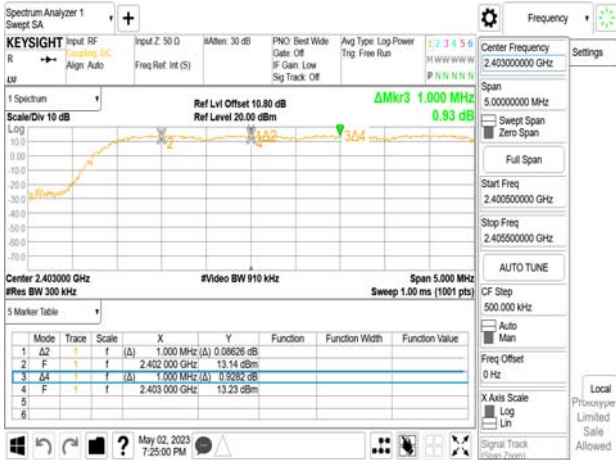 Spectrum Analyzer 1
Swept SA
Frequency
KEYSIGHT Input: RF
Coupling: DC
Align: Auto
Input Z: 50 Ω
Freq Ref: Int (S)
#Atten: 30 dB
PNO: Best Wide
Gate: Off
IF Gain: Low
Sig Track: Off
Avg Type: Log-Power
Trig: Free Run
1 2 3 4 5 6
M W W W W W
P N N N N N
R
LXI
Center Frequency
2.403000000 GHz
Settings
Span
5.00000000 MHz
Swept Span
Zero Span
Full Span
Start Freq
2.400500000 GHz
Stop Freq
2.405500000 GHz
AUTO TUNE
CF Step
500.000 kHz
Auto
Man
Freq Offset
0 Hz
X Axis Scale
Log
Lin
Signal Track
(Span Zoom)
Local
Prototype
Limited
Sale
Allowed
1 Spectrum
Scale/Div 10 dB
Ref Lvl Offset 10.80 dB
Ref Level 20.00 dBm
ΔMkr3 1.000 MHz
0.93 dB
Log
10.0
0.00
-10.0
-20.0
-30.0
-40.0
-50.0
-60.0
-70.0
2
1Δ2
4
3Δ4
Center 2.403000 GHz
#Res BW 300 kHz
#Video BW 910 kHz
Span 5.000 MHz
Sweep 1.00 ms (1001 pts)
5 Marker Table
Mode Trace Scale X Y Function Function Width Function Value
1 Δ2 1 f (Δ) 1.000 MHz (Δ) 0.08626 dB
2 F 1 f 2.402 000 GHz 13.14 dBm
3 Δ4 1 f (Δ) 1.000 MHz (Δ) 0.9282 dB
4 F 1 f 2.403 000 GHz 13.23 dBm
5
6
?
May 02, 2023
7:25:00 PM